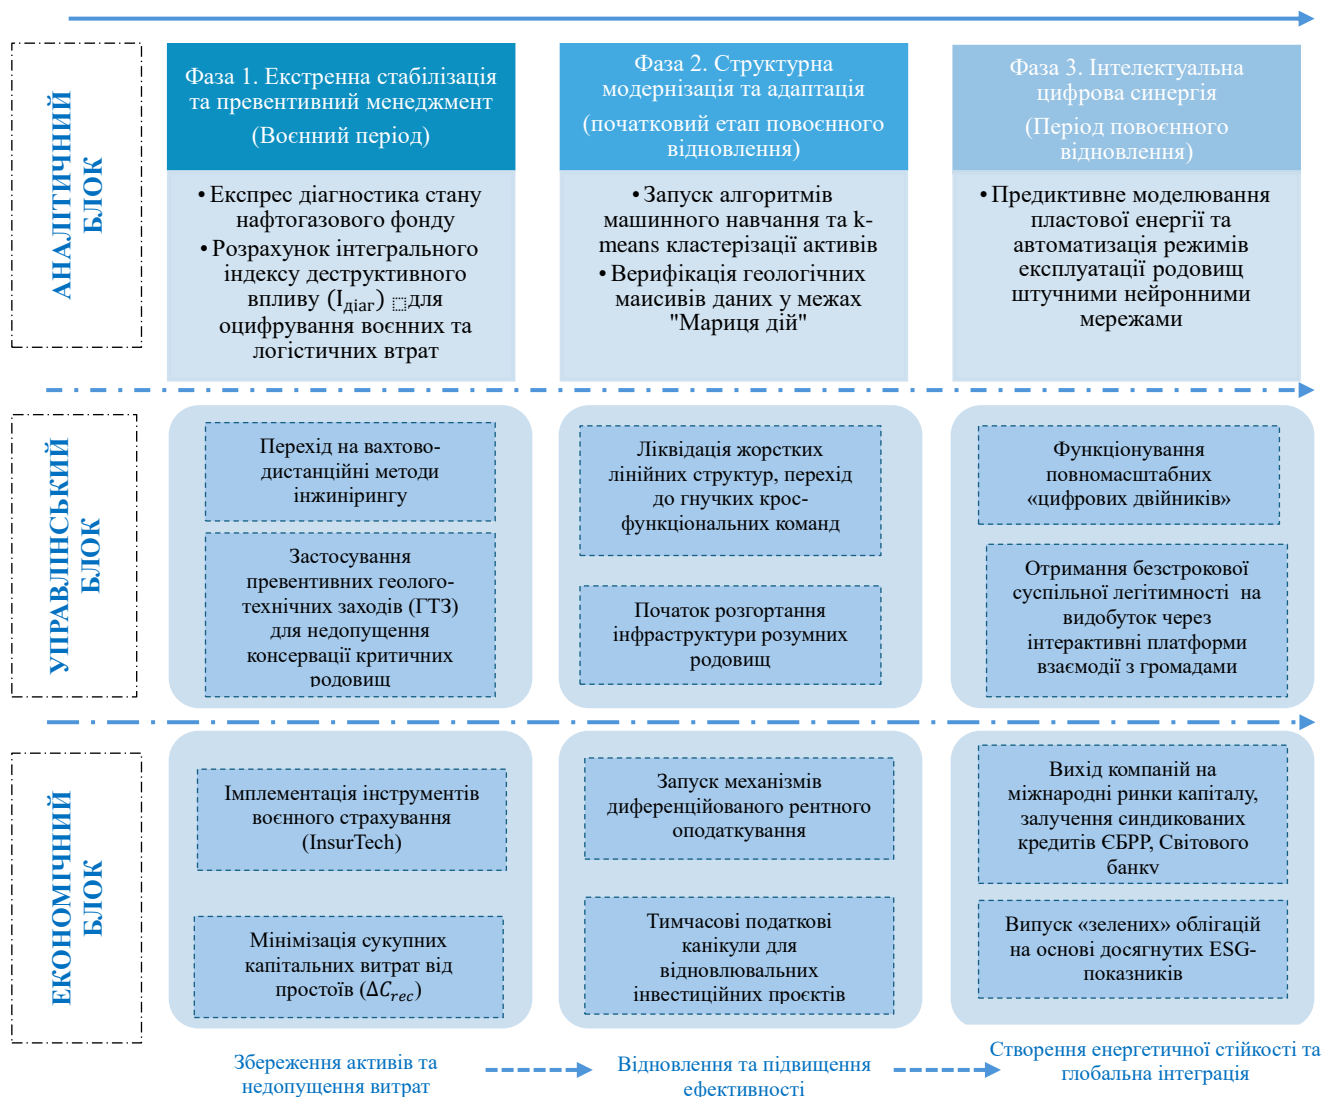 АНАЛІТИЧНИЙ
БЛОК
Фаза 1. Екстренна стабілізація
та превентивний менеджмент
(Воєнний період)
• Експрес діагностика стану
нафтогазового фонду
• Розрахунок інтегрального
індексу деструктивного
впливу (Iдіаг) для
оцифрування воєнних та
логістичних втрат
Фаза 2. Структурна
модернізація та адаптація
(початковий етап повоєнного
відновлення)
• Запуск алгоритмів
машинного навчання та k-
means кластерізації активів
• Верифікація геологічних
маисивів даних у межах
"Мариця дій"
Фаза 3. Інтелектуальна
цифрова синергія
(Період повоєнного
відновлення)
• Предиктивне моделювання
пластової енергії та
автоматизація режимів
експлуатації родовищ
штучними нейронними
мережами
УПРАВЛІНСЬКИЙ
БЛОК
Перехід на вахтово-
дистанційні методи
інжинірингу
Застосування
превентивних геолого-
технічних заходів (ГТЗ)
для недопущення
консервації критичних
родовищ
Ліквідація жорстких
лінійних структур, перехід
до гнучких крос-
функціональних команд
Початок розгортання
інфраструктури розумних
родовищ
Функціонування
повномасштабних
«цифрових двійників»
Отримання безстрокової
суспільної легітимності на
видобуток через
інтерактивні платформи
взаємодії з громадами
ЕКОНОМІЧНИЙ
БЛОК
Імплементація інструментів
воєнного страхування
(InsurTech)
Мінімізація сукупних
капітальних витрат від
простоїв (ΔCrec)
Запуск механізмів
диференційованого рентного
оподаткування
Тимчасові податкові
канікули для
відновлювальних
інвестиційних проєктів
Вихід компаній на
міжнародні ринки капіталу,
залучення синдикованих
кредитів ЄБРР, Світового
банку
Випуск «зелених» облігацій
на основі досягнутих ESG-
показників
Збереження активів та
недопущення витрат
Відновлення та підвищення
ефективності
Створення енергетичної стійкості та
глобальна інтеграція